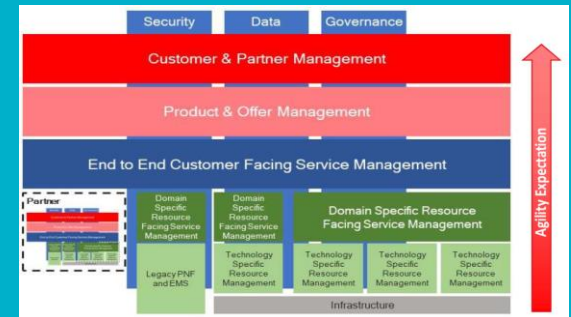 Security Data Governance
Customer & Partner Management
Product & Offer Management
End to End Customer Facing Service Management
Agility Expectation
Partner
Domain
Specific
Resource
Facing Service
Management
Domain
Specific
Resource
Facing Service
Management
Domain Specific Resource
Facing Service Management
Legacy PNF
and EMS
Technology
Specific
Resource
Management
Technology
Specific
Resource
Management
Technology
Specific
Resource
Management
Technology
Specific
Resource
Management
Infrastructure